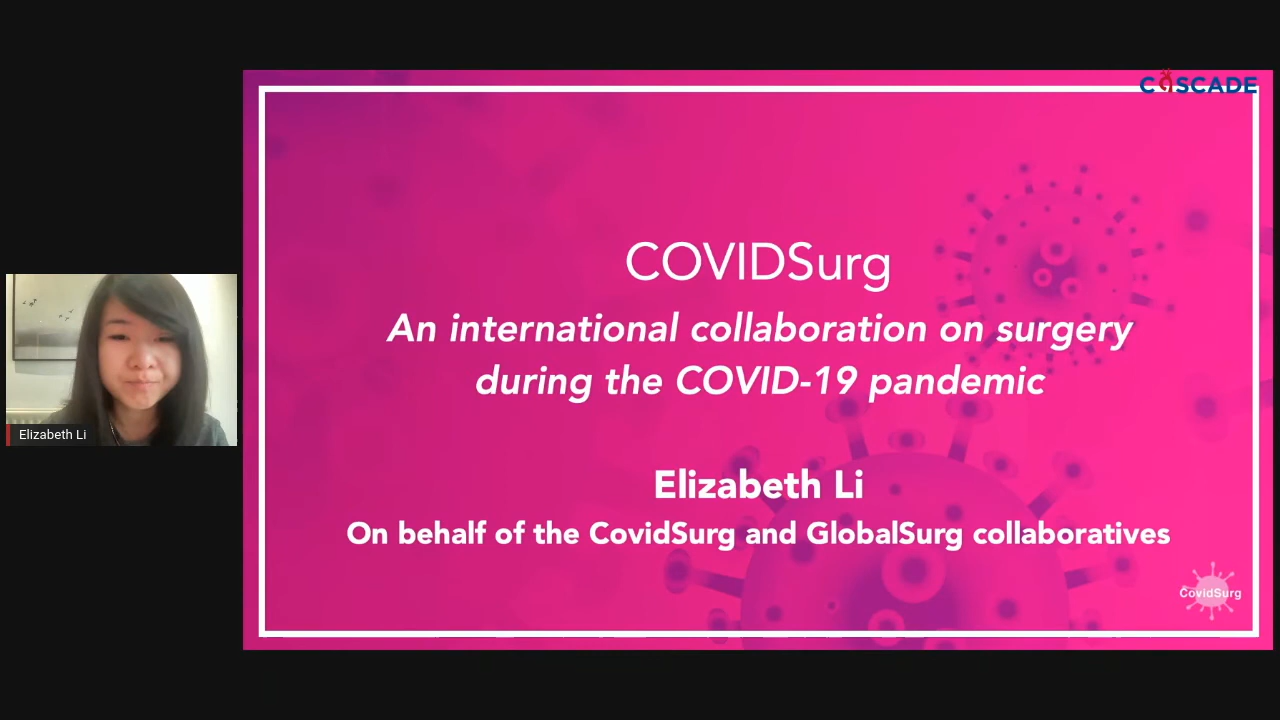 CASCADE
COVIDSurg
An international collaboration on surgery
during the COVID-19 pandemic
Elizabeth Li
On behalf of the CovidSurg and GlobalSurg collaboratives
CovidSurg
Elizabeth Li